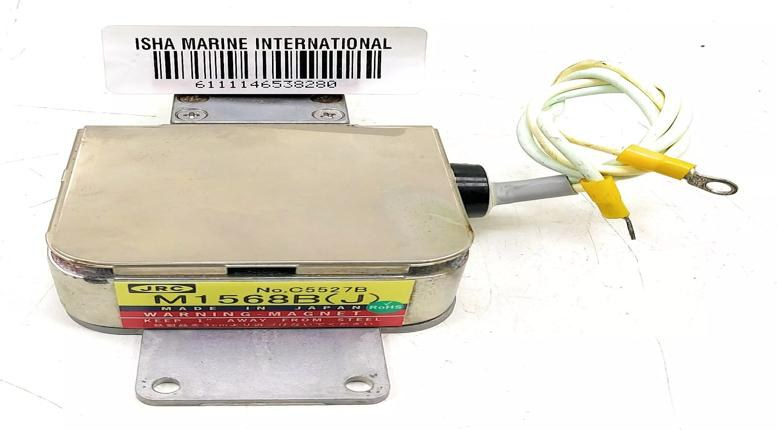 ISHA MARINE INTERNATIONAL
6111146538280
JRC
No.C5527B
M1568B(J)
RoHS
MADE IN JAPAN
WARNING-MAGNET
KEEP 1" AWAY FROM STEEL